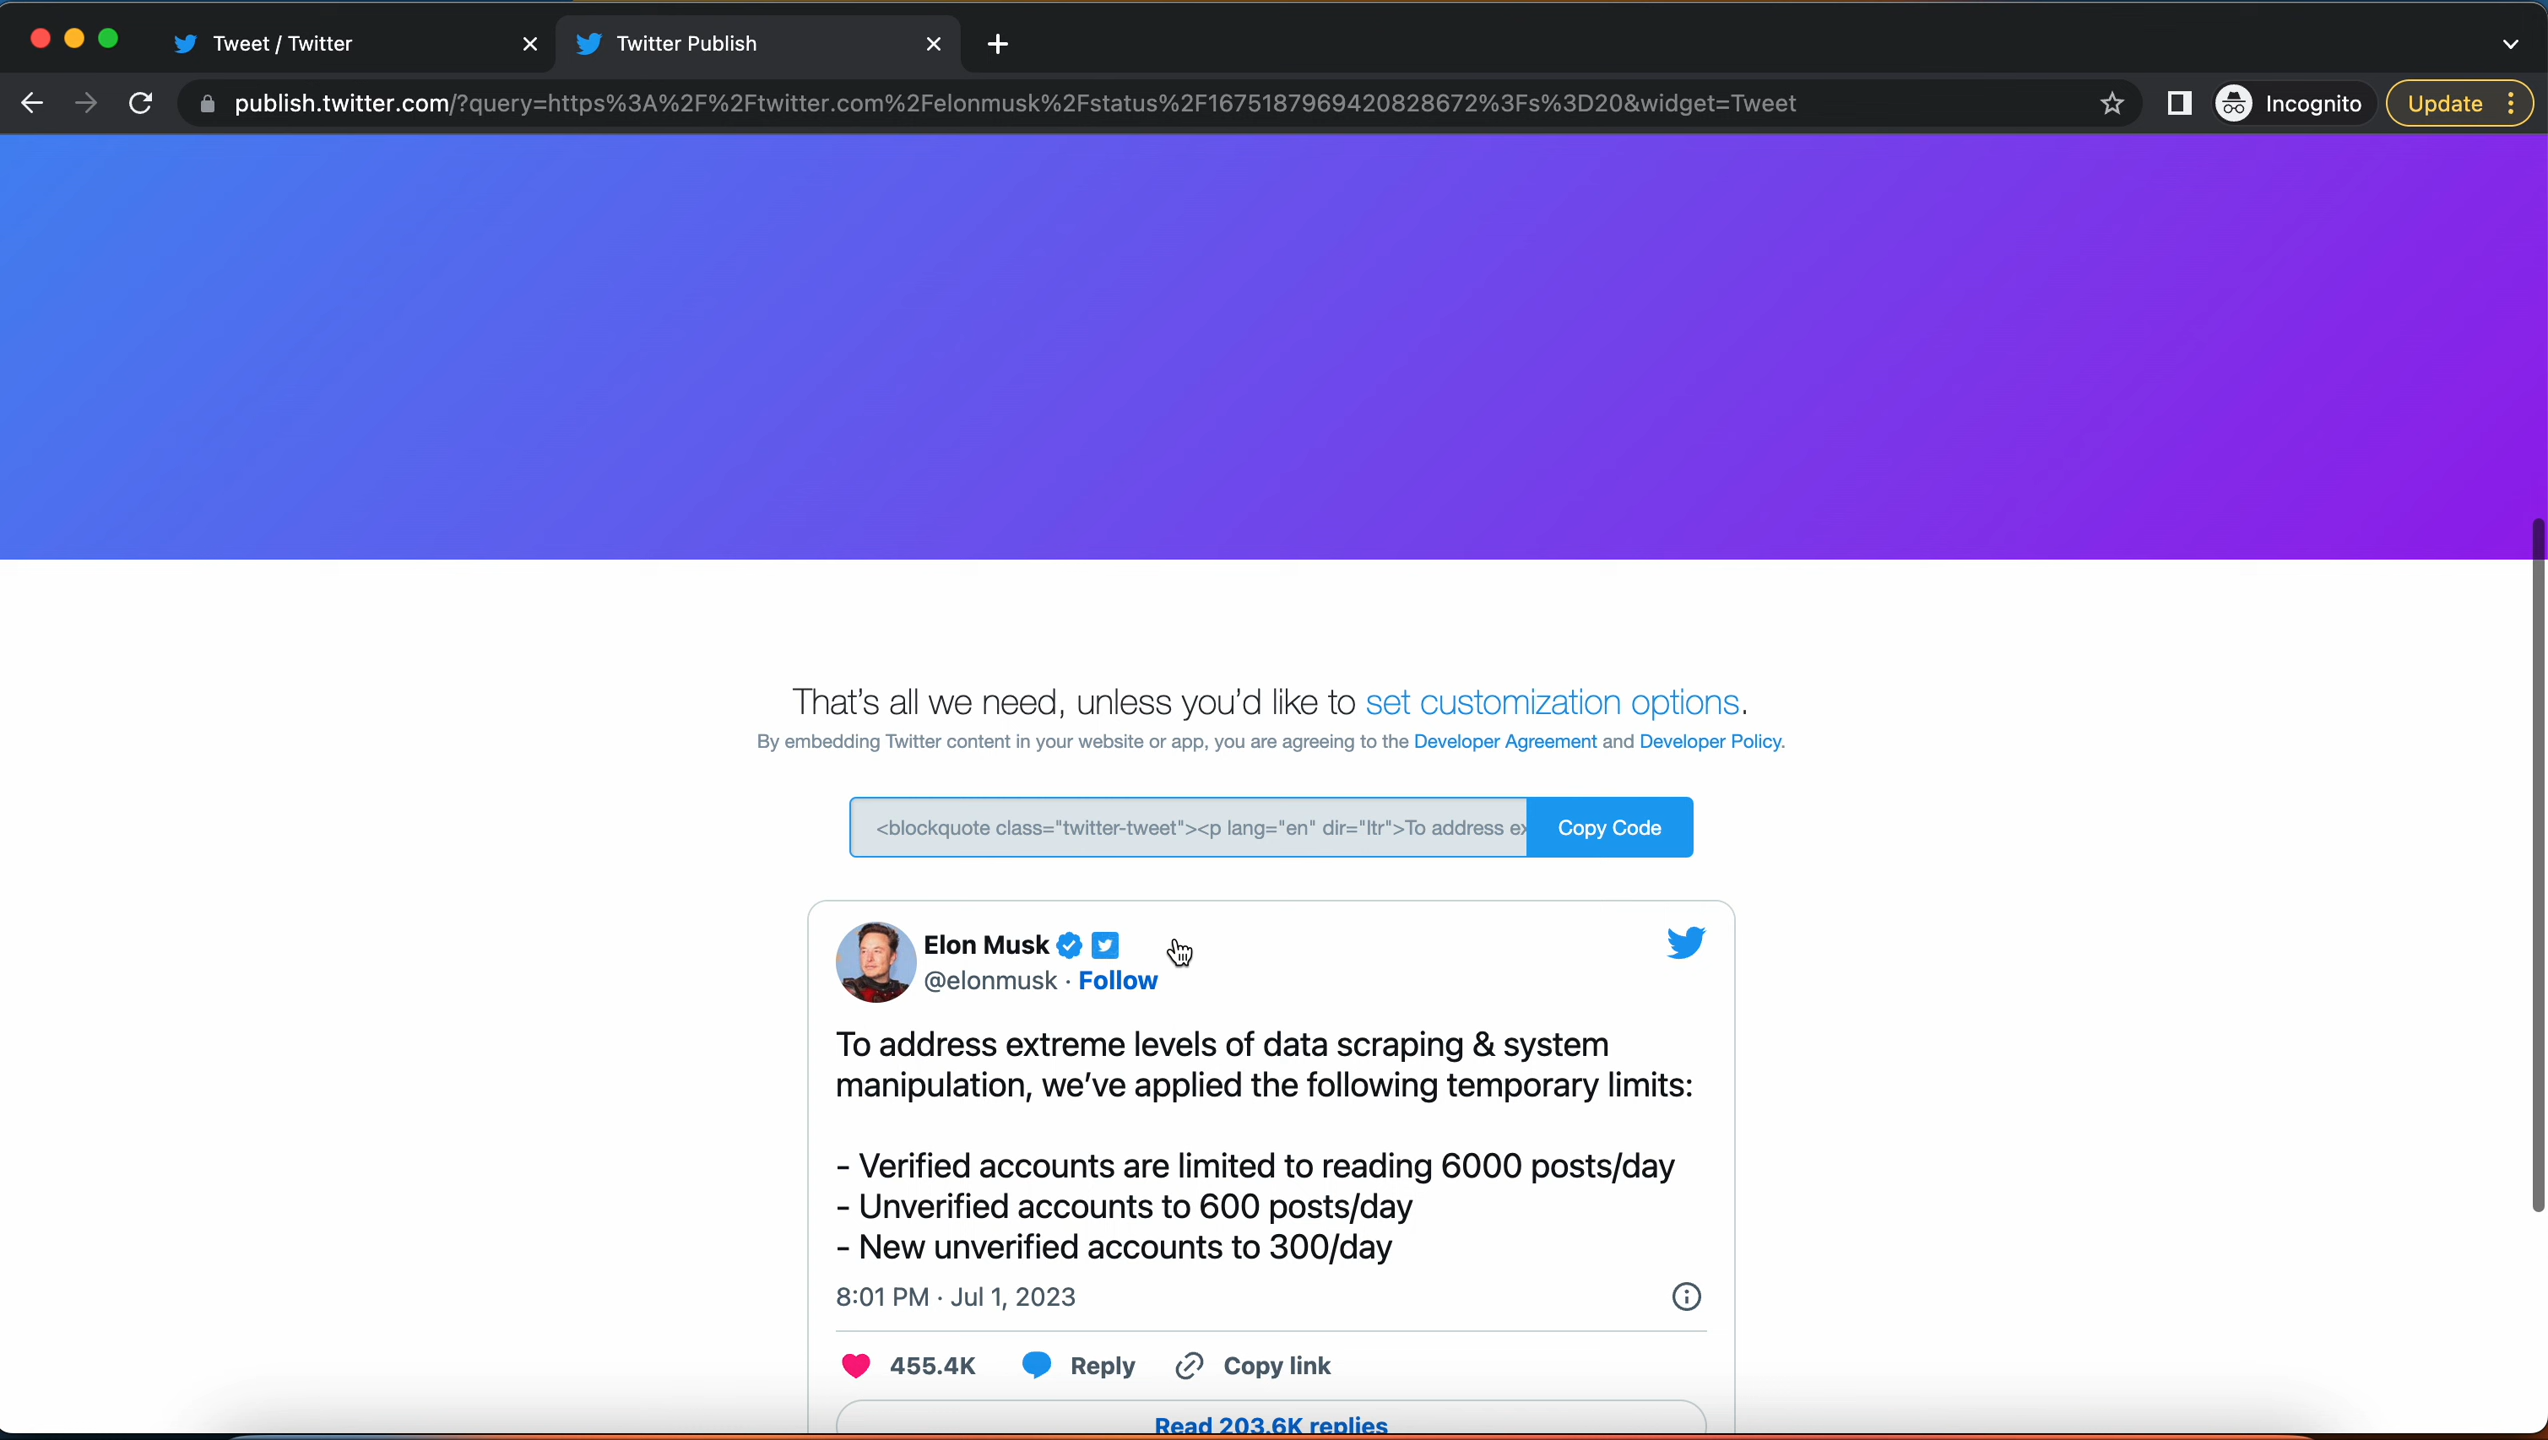 Tweet / Twitter
Twitter Publish
publish.twitter.com/?query=https%3A%2F%2Ftwitter.com%2Felonmusk%2Fstatus%2F1675187969420828672%3Fs%3D20&widget=Tweet
Incognito
Update
That's all we need, unless you'd like to set customization options.
By embedding Twitter content in your website or app, you are agreeing to the Developer Agreement and Developer Policy.
<blockquote class="twitter-tweet"><p lang="en" dir="ltr">To address ex
Copy Code
Elon Musk
@elonmusk · Follow
To address extreme levels of data scraping & system
manipulation, we've applied the following temporary limits:
- Verified accounts are limited to reading 6000 posts/day
- Unverified accounts to 600 posts/day
- New unverified accounts to 300/day
8:01 PM · Jul 1, 2023
455.4K Reply Copy link
Read 203.6K replies